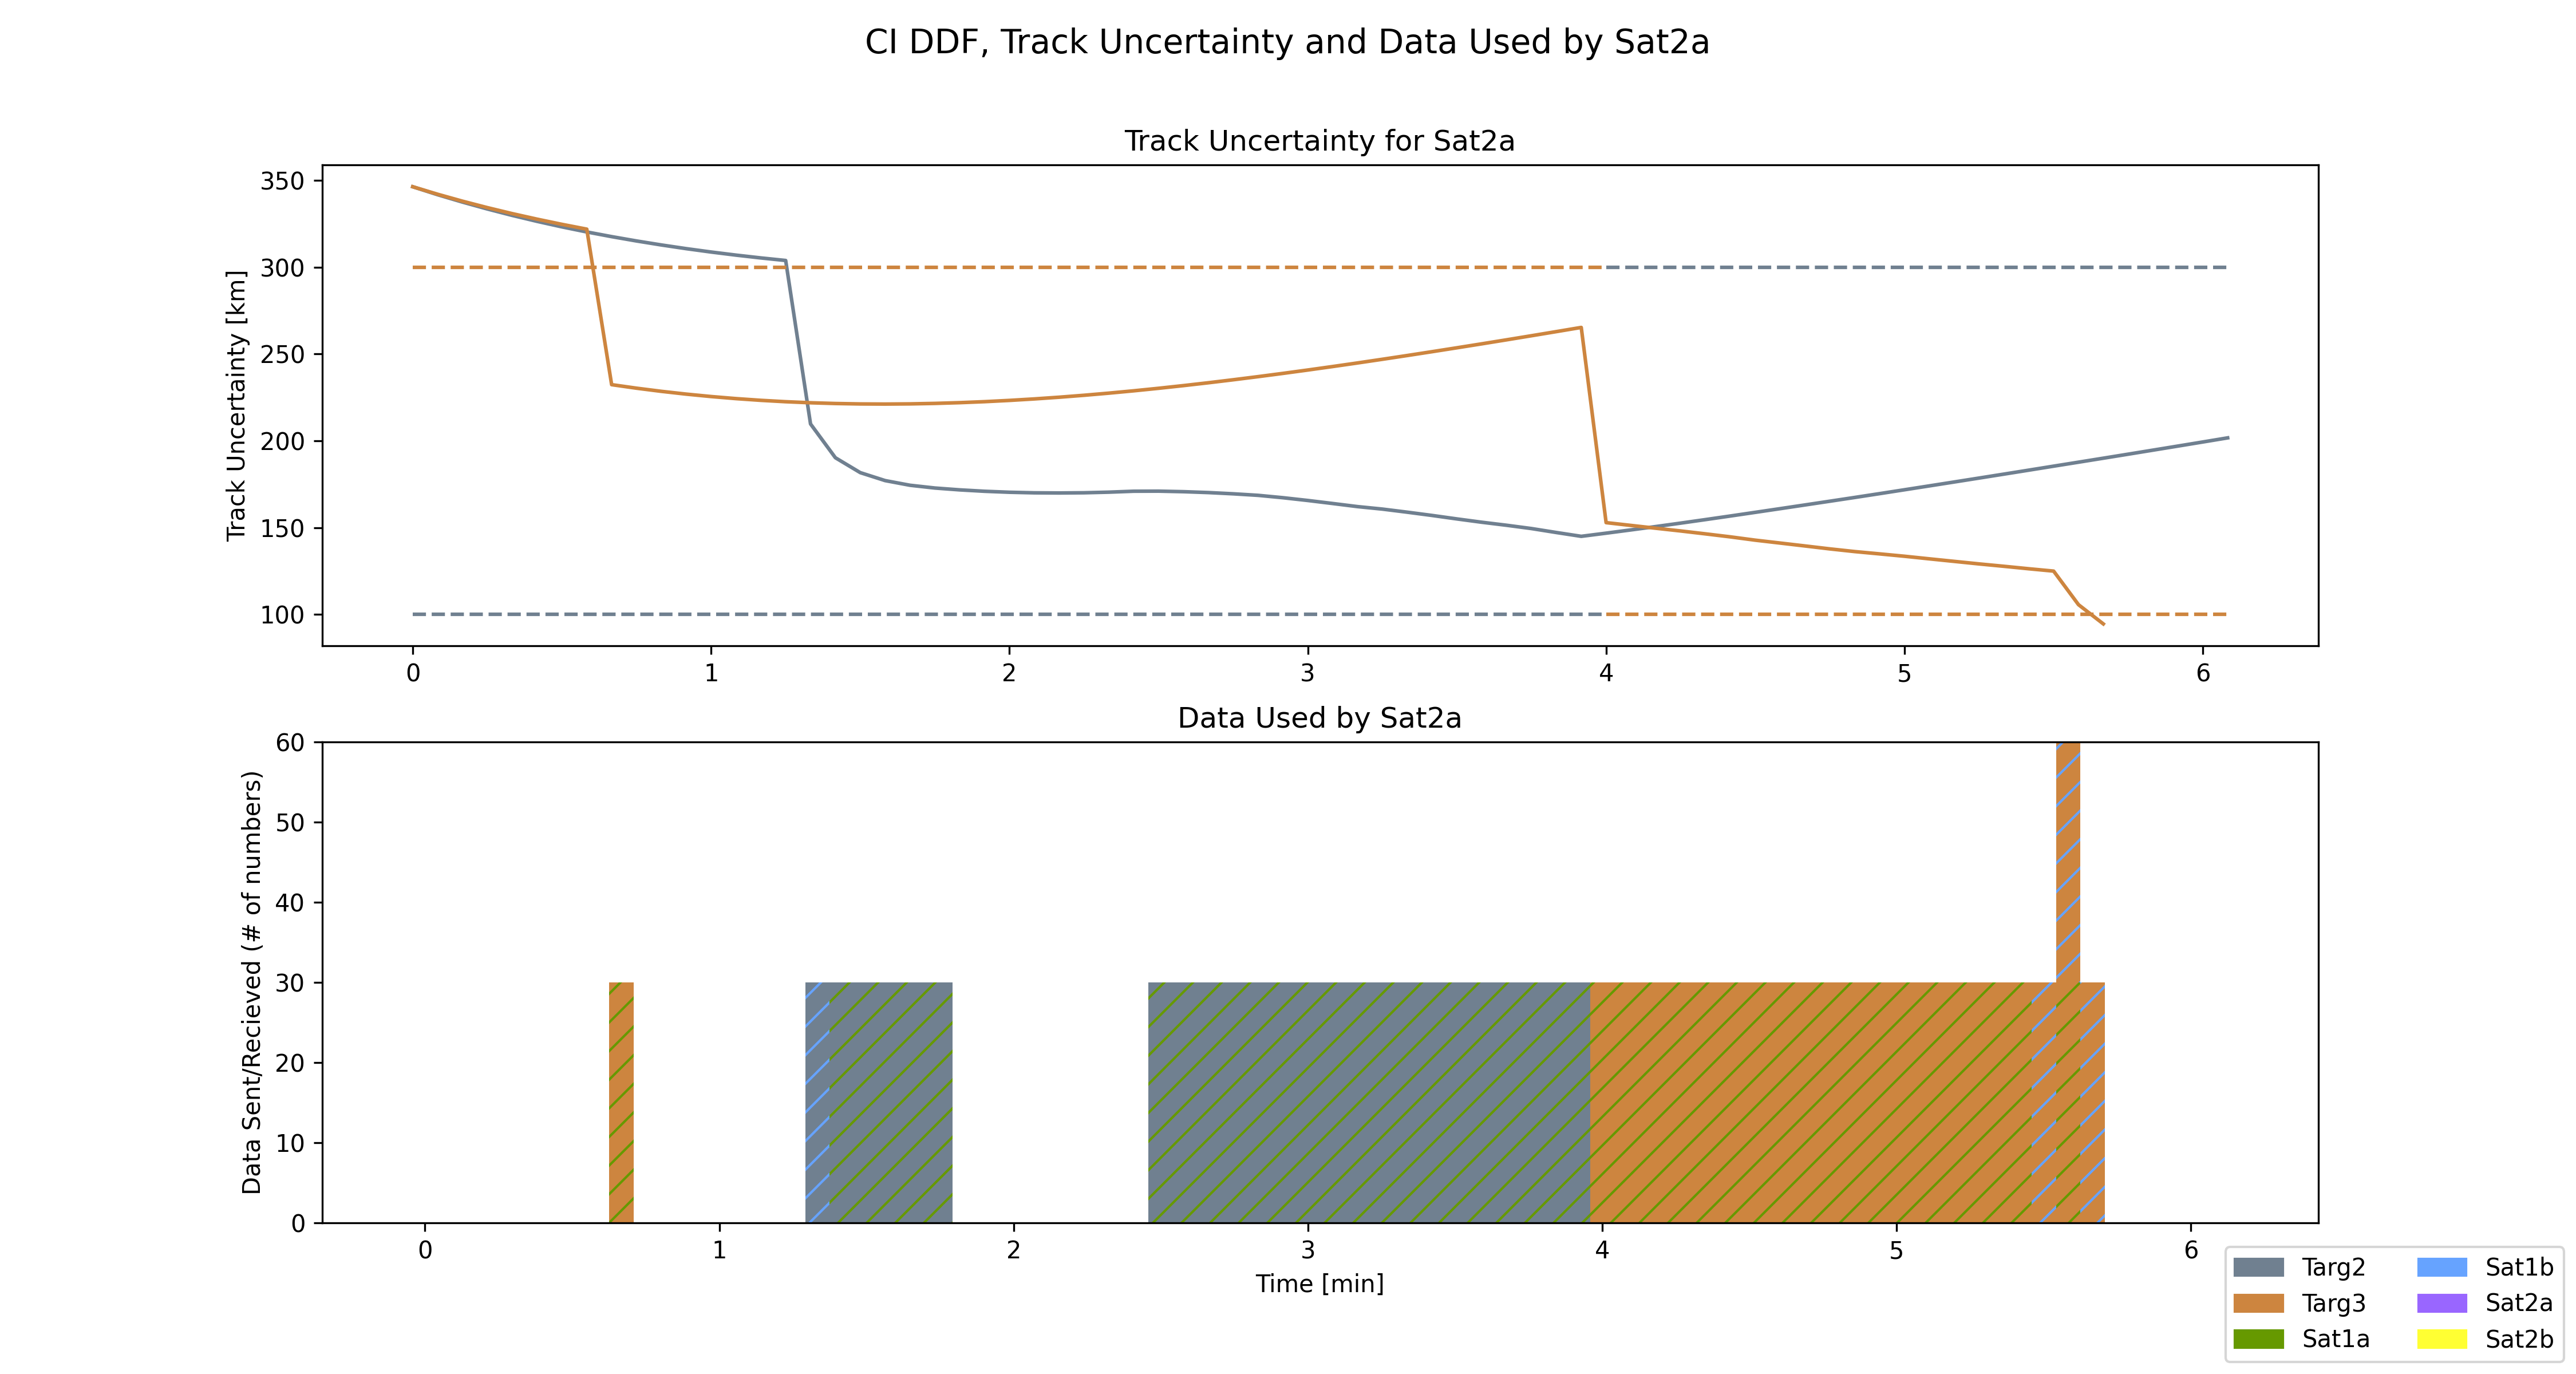 CI DDF, Track Uncertainty and Data Used by Sat2a
Track Uncertainty for Sat2a
Track Uncertainty [km]
350
300
250
200
150
100
0 1 2 3 4 5 6
Data Used by Sat2a
Data Sent/Recieved (# of numbers)
60
50
40
30
20
10
0
0 1 2 3 4 5 6
Time [min]
Targ2 Sat1b
Targ3 Sat2a
Sat1a Sat2b